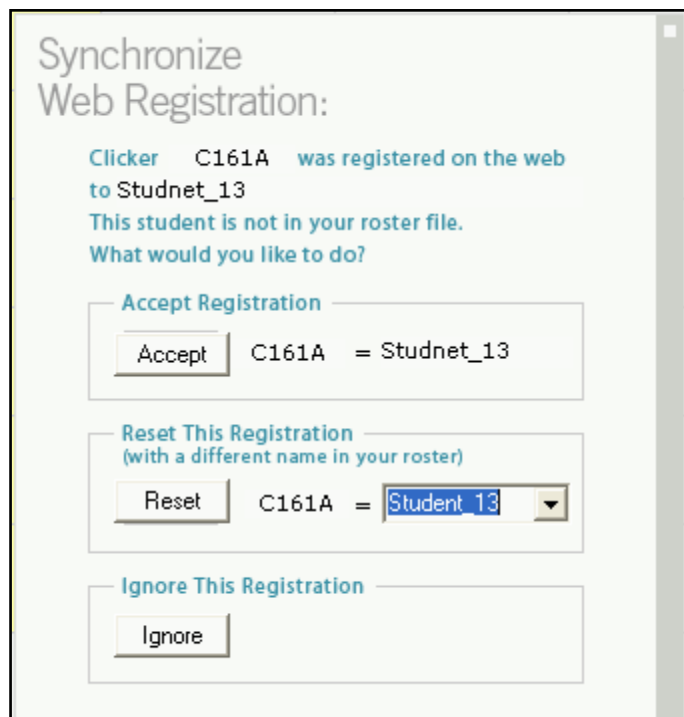 Synchronize
Web Registration:
Clicker C161A was registered on the web
to Studnet_13
This student is not in your roster file.
What would you like to do?
Accept Registration
Accept C161A = Studnet_13
Reset This Registration
(with a different name in your roster)
Reset C161A = Student_13
Ignore This Registration
Ignore